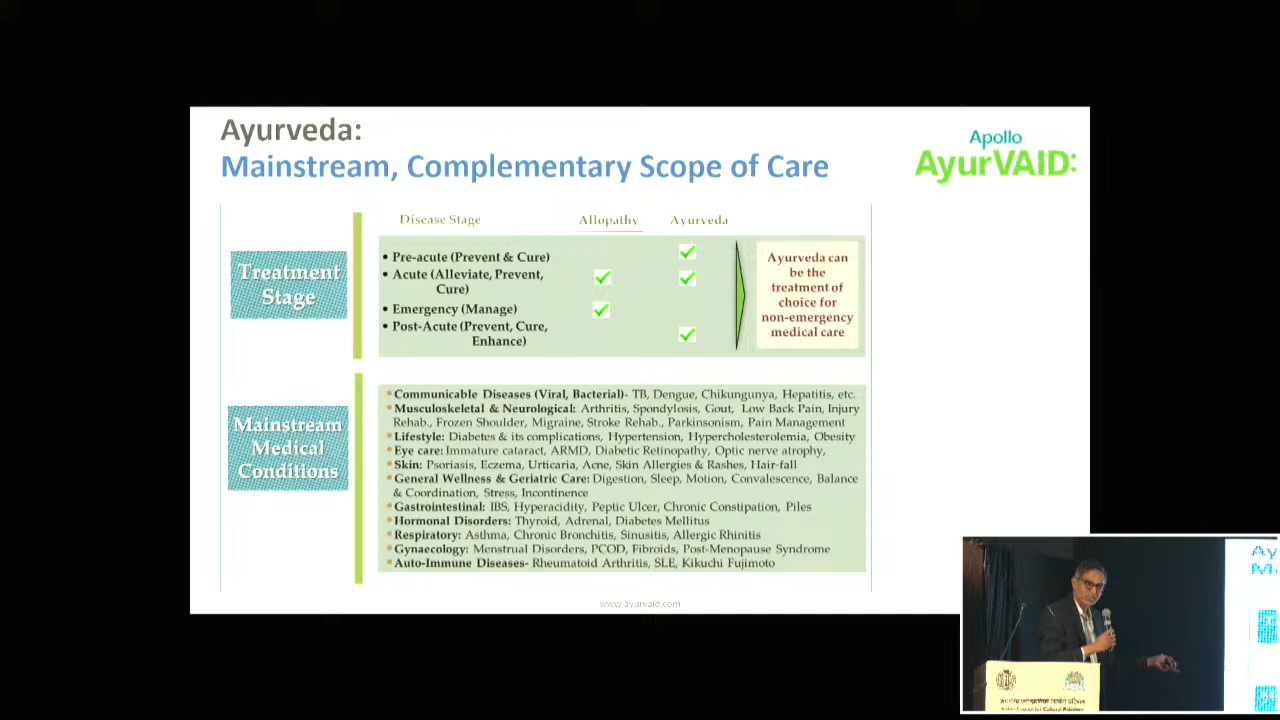 Ayurveda:
Mainstream, Complementary Scope of Care
Apollo
AyurVAID:
Disease Stage Allopathy Ayurveda
Treatment
Stage
• Pre-acute (Prevent & Cure)
• Acute (Alleviate, Prevent,
Cure)
• Emergency (Manage)
• Post-Acute (Prevent, Cure,
Enhance)
Ayurveda can
be the
treatment of
choice for
non-emergency
medical care
Mainstream
Medical
Conditions
•Communicable Diseases (Viral, Bacterial)- TB, Dengue, Chikungunya, Hepatitis, etc.
•Musculoskeletal & Neurological: Arthritis, Spondylosis, Gout, Low Back Pain, Injury
Rehab., Frozen Shoulder, Migraine, Stroke Rehab., Parkinsonism, Pain Management
•Lifestyle: Diabetes & its complications, Hypertension, Hypercholesterolemia, Obesity
•Eye care: Immature cataract, ARMD, Diabetic Retinopathy, Optic nerve atrophy,
•Skin: Psoriasis, Eczema, Urticaria, Acne, Skin Allergies & Rashes, Hair-fall
•General Wellness & Geriatric Care: Digestion, Sleep, Motion, Convalescence, Balance
& Coordination, Stress, Incontinence
•Gastrointestinal: IBS, Hyperacidity, Peptic Ulcer, Chronic Constipation, Piles
•Hormonal Disorders: Thyroid, Adrenal, Diabetes Mellitus
•Respiratory: Asthma, Chronic Bronchitis, Sinusitis, Allergic Rhinitis
•Gynaecology: Menstrual Disorders, PCOD, Fibroids, Post-Menopause Syndrome
•Auto-Immune Diseases- Rheumatoid Arthritis, SLE, Kikuchi Fujimoto
www.ayurvaid.com
Ay
Indian Council for Cultural Relations